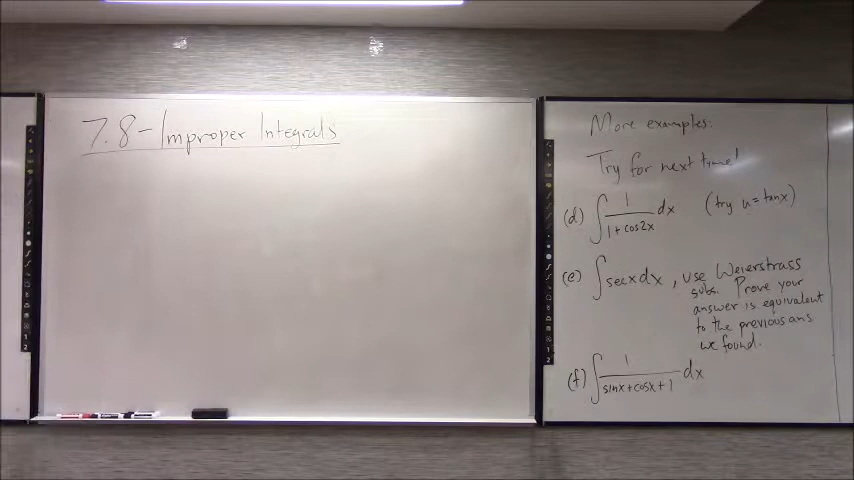 7.8 - Improper Integrals
More examples:
Try for next time!
(d) ∫ 1/(1+cos2x) dx (try u=tanx)
(e) ∫ secx dx, use Weierstrass
subs. Prove your
answer is equivalent
to the previous ans
we found.
(f) ∫ 1/(sinx+cosx+1) dx